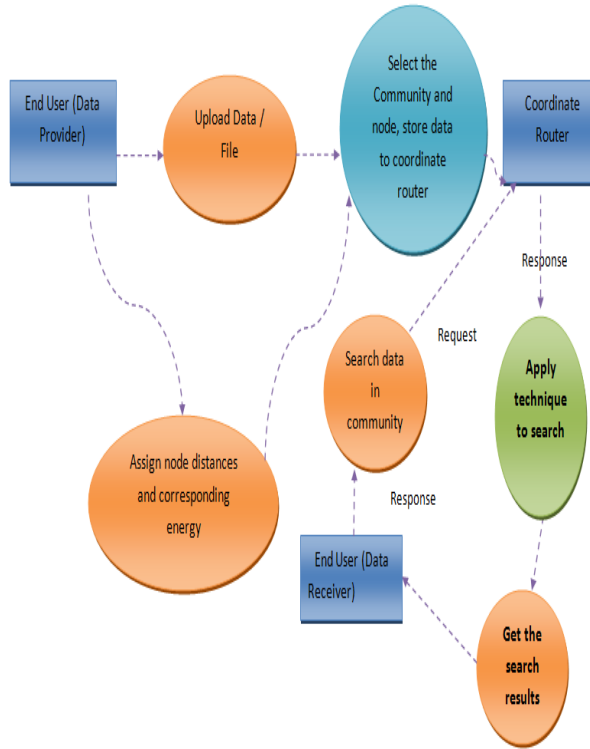 End User (Data
Provider)
Upload Data /
File
Select the
Community and
node, store data
to coordinate
router
Coordinate
Router
Response
Request
Search data
in
community
Apply
technique
to search
Assign node distances
and corresponding
energy
Response
End User (Data
Receiver)
Get the
search
results